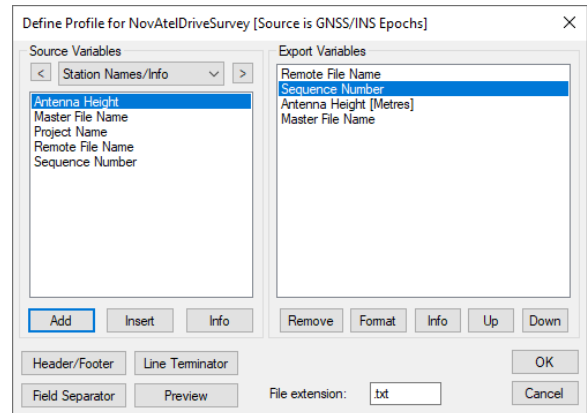 Define Profile for NovAtelDriveSurvey [Source is GNSS/INS Epochs]
Source Variables
< Station Names/Info >
Antenna Height
Master File Name
Project Name
Remote File Name
Sequence Number
Add Insert Info
Export Variables
Remote File Name
Sequence Number
Antenna Height [Metres]
Master File Name
Remove Format Info Up Down
Header/Footer Line Terminator
Field Separator Preview
File extension: .txt
OK
Cancel